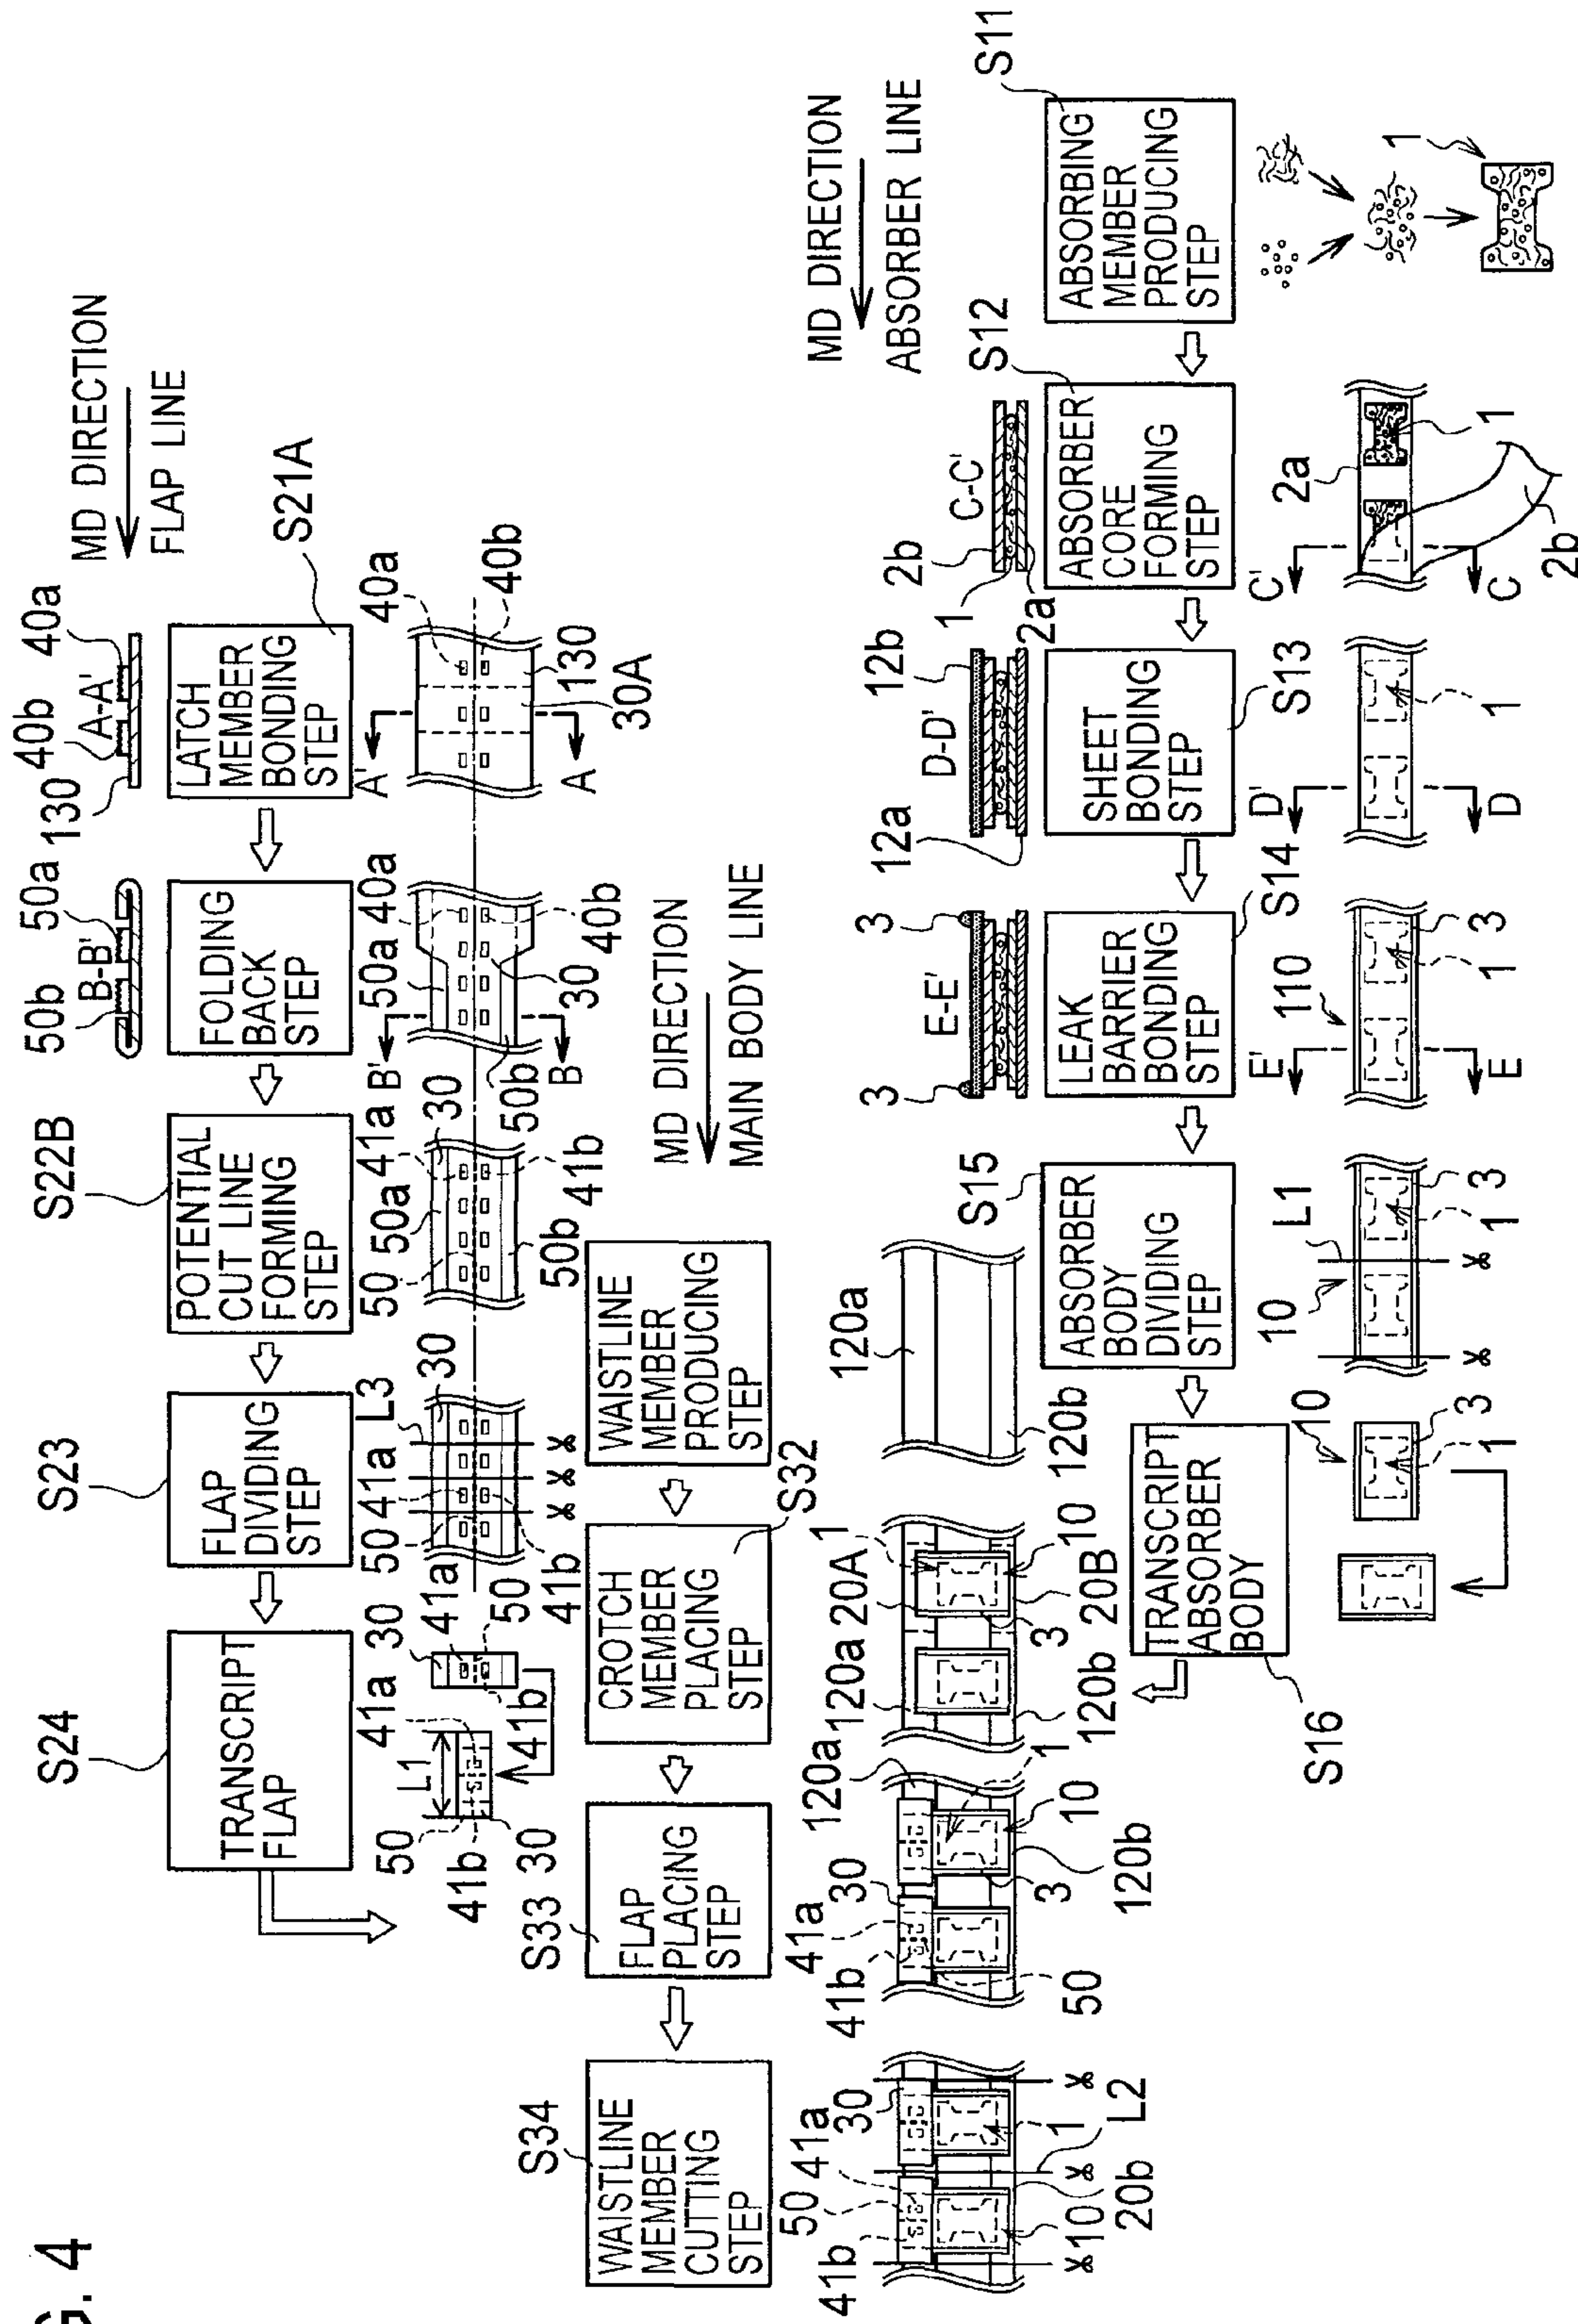 G. 4
MD DIRECTION
FLAP LINE
S24
S23
S22B
S21A
50b
50a
B-B'
130
40b
40a
A-A'
TRANSCRIPT
FLAP
FLAP
DIVIDING
STEP
POTENTIAL
CUT LINE
FORMING
STEP
FOLDING
BACK
STEP
LATCH
MEMBER
BONDING
STEP
50
41a
L1
41b
30
30
41a
50
41b
50
41a
L3
30
41b
50
50a
41a
30
50b
41b
B'
50a
40a
B
50b
30
40b
A'
40a
40b
A
130
30A
MD DIRECTION
MAIN BODY LINE
S34
S33
S32
WAISTLINE
MEMBER
CUTTING
STEP
FLAP
PLACING
STEP
CROTCH
MEMBER
PLACING
STEP
WAISTLINE
MEMBER
PRODUCING
STEP
41b
50
41a
30
10
20b
1
L2
41b
41a
30
120a
1
50
3
10
120b
120a
20A
1
3
10
20B
120b
120a
120b
MD DIRECTION
ABSORBER LINE
S16
S15
S14
S13
S12
S11
3
3
E-E'
12a
12b
D-D'
1
2a
2b
C-C'
TRANSCRIPT
ABSORBER
BODY
ABSORBER
BODY
DIVIDING
STEP
LEAK
BARRIER
BONDING
STEP
SHEET
BONDING
STEP
ABSORBER
CORE
FORMING
STEP
ABSORBING
MEMBER
PRODUCING
STEP
10
3
1
10
L1
3
1
E'
110
E
1
3
D'
D
1
C'
2a
C
1
2b
1